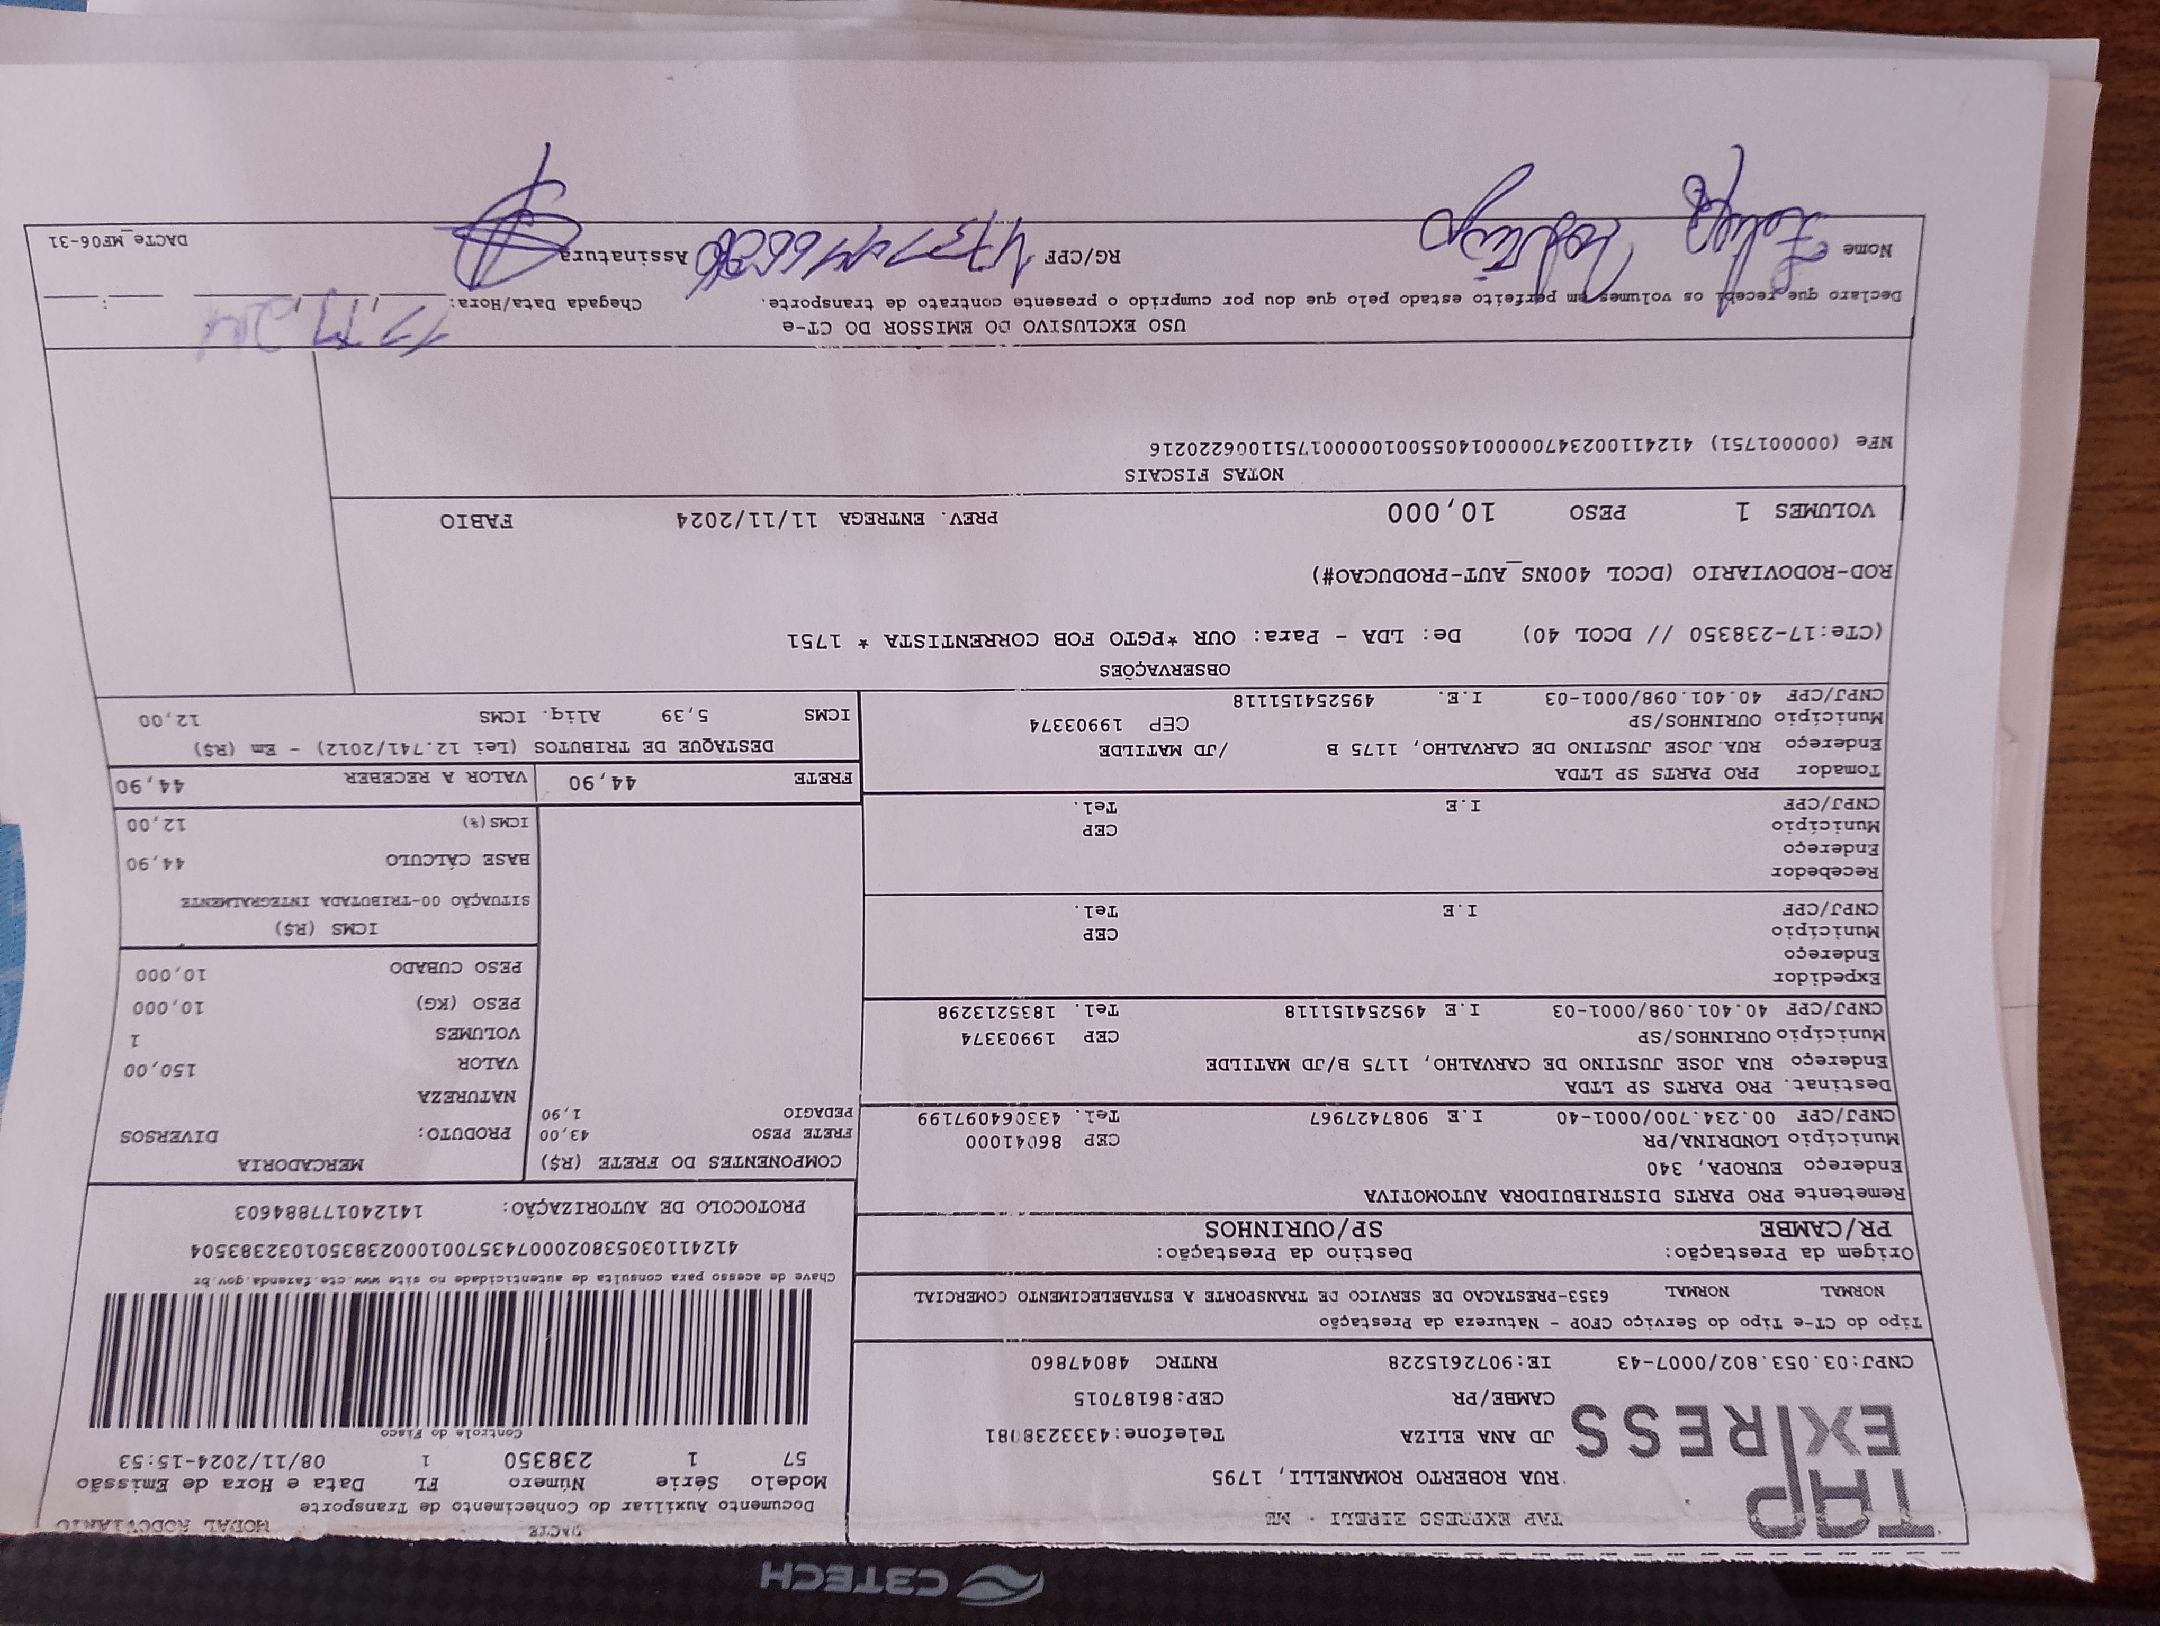 C3TECH
TAP EXPRESS
TAP EXPRESS EIRELI - ME
RUA ROBERTO ROMANELLI, 1795
JD ANA ELIZA Telefone:4333238081
CAMBE/PR CEP:86187015
CNPJ:03.053.802/0007-43 IE:9072615228 RNTRC 48047860
DACTE MODAL RODOVIARIO
Documento Auxiliar do Conhecimento de Transporte
Modelo Série Número FL Data e Hora de Emissão
57 1 238350 1 08/11/2024-15:53
Controle do Fisco
Chave de acesso para consulta de autenticidade no site www.cte.fazenda.gov.br
41241103053802000743570010002383501032383504
PROTOCOLO DE AUTORIZAÇÃO: 141240177884603
Tipo do CT-e Tipo do Serviço CFOP - Natureza da Prestação
NORMAL NORMAL 6353-PRESTACAO DE SERVICO DE TRANSPORTE A ESTABELECIMENTO COMERCIAL
Origem da Prestação: Destino da Prestação:
PR/CAMBE SP/OURINHOS
Remetente PRO PARTS DISTRIBUIDORA AUTOMOTIVA
Endereço EUROPA, 340
Município LONDRINA/PR CEP 86041000
CNPJ/CPF 00.234.700/0001-40 I.E 9087427967 Tel. 433064097199
Destinat. PRO PARTS SP LTDA
Endereço RUA JOSE JUSTINO DE CARVALHO, 1175 B/JD MATILDE
Município OURINHOS/SP CEP 19903374
CNPJ/CPF 40.401.098/0001-03 I.E 495254151118 Tel. 1835213298
Expedidor
Endereço
Município CEP
CNPJ/CPF I.E Tel.
Recebedor
Endereço
Município CEP
CNPJ/CPF I.E Tel.
Tomador PRO PARTS SP LTDA
Endereço RUA JOSE JUSTINO DE CARVALHO, 1175 B /JD MATILDE
Município OURINHOS/SP CEP 19903374
CNPJ/CPF 40.401.098/0001-03 I.E. 495254151118
COMPONENTES DO FRETE (R$)
FRETE PESO 43,00
PEDAGIO 1,90
MERCADORIA
PRODUTO: DIVERSOS
NATUREZA
VALOR 150,00
VOLUMES 1
PESO (KG) 10,000
PESO CUBADO 10,000
ICMS (R$)
SITUAÇÃO 00-TRIBUTADA INTEGRALMENTE
BASE CÁLCULO 44,90
ICMS(%) 12,00
FRETE 44,90 VALOR A RECEBER 44,90
DESTAQUE DE TRIBUTOS (Lei 12.741/2012) - Em (R$)
ICMS 5,39 Aliq. ICMS 12,00
OBSERVAÇÕES
(CTe:17-238350 // DCOL 40) De: LDA - Para: OUR *PGTO FOB CORRENTISTA * 1751
ROD-RODOVIARIO (DCOL 400NS_AUT-PRODUCAO#)
VOLUMES 1 PESO 10,000 PREV. ENTREGA 11/11/2024 FABIO
NOTAS FISCAIS
NFe (000001751) 41241100234700000140550010000017511006220216
USO EXCLUSIVO DO EMISSOR DO CT-e
Declaro que recebi os volumes em perfeito estado pelo que dou por cumprido o presente contrato de transporte. Chegada Data/Hora:
Nome RG/CPF Assinatura
DACTe_MF06-31